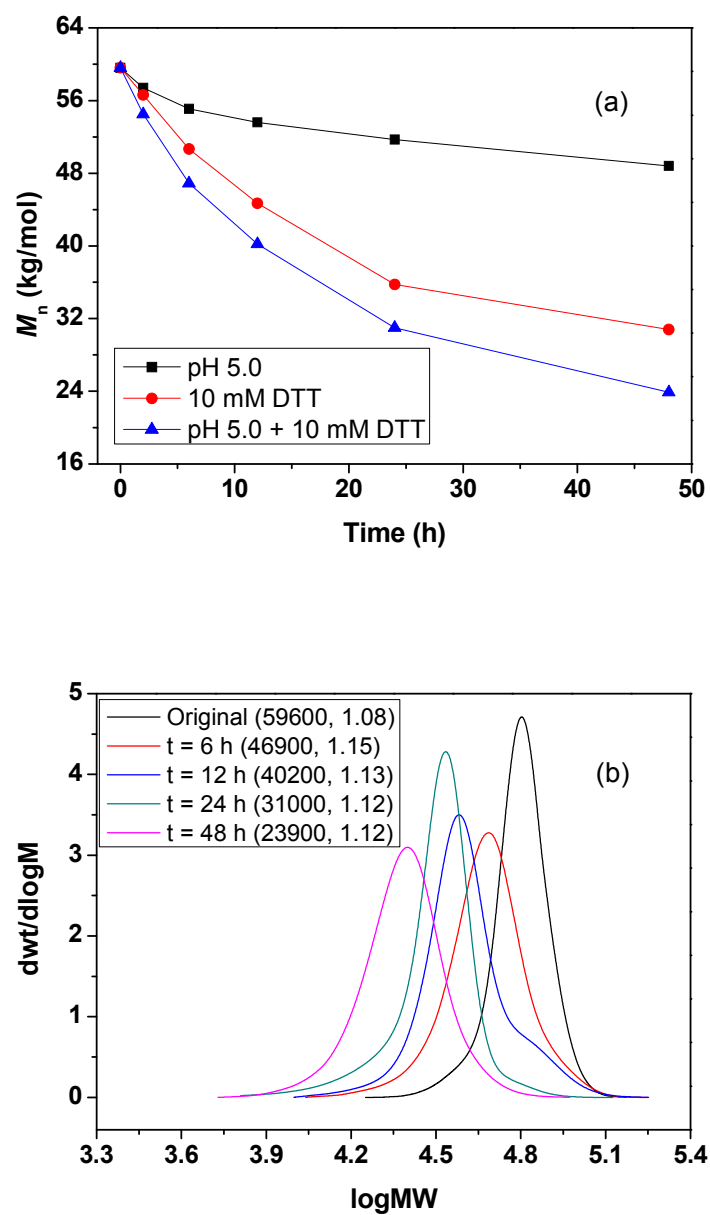 64
56
48
40
32
24
16
M_n (kg/mol)
(a)
pH 5.0
10 mM DTT
pH 5.0 + 10 mM DTT
0 10 20 30 40 50
Time (h)
5
4
3
2
1
0
dwt/dlogM
Original (59600, 1.08)
t = 6 h (46900, 1.15)
t = 12 h (40200, 1.13)
t = 24 h (31000, 1.12)
t = 48 h (23900, 1.12)
(b)
3.3 3.6 3.9 4.2 4.5 4.8 5.1 5.4
logMW